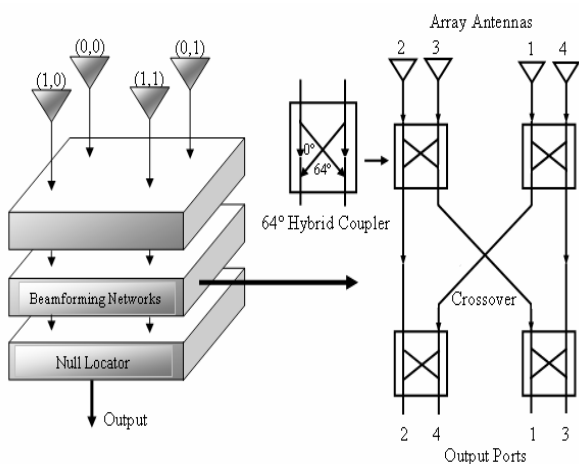 (0,0)
(0,1)
(1,0)
(1,1)
Beamforming Networks
Null Locator
Output
0°
64°
64° Hybrid Coupler
Array Antennas
2 3 1 4
Crossover
2 4 1 3
Output Ports